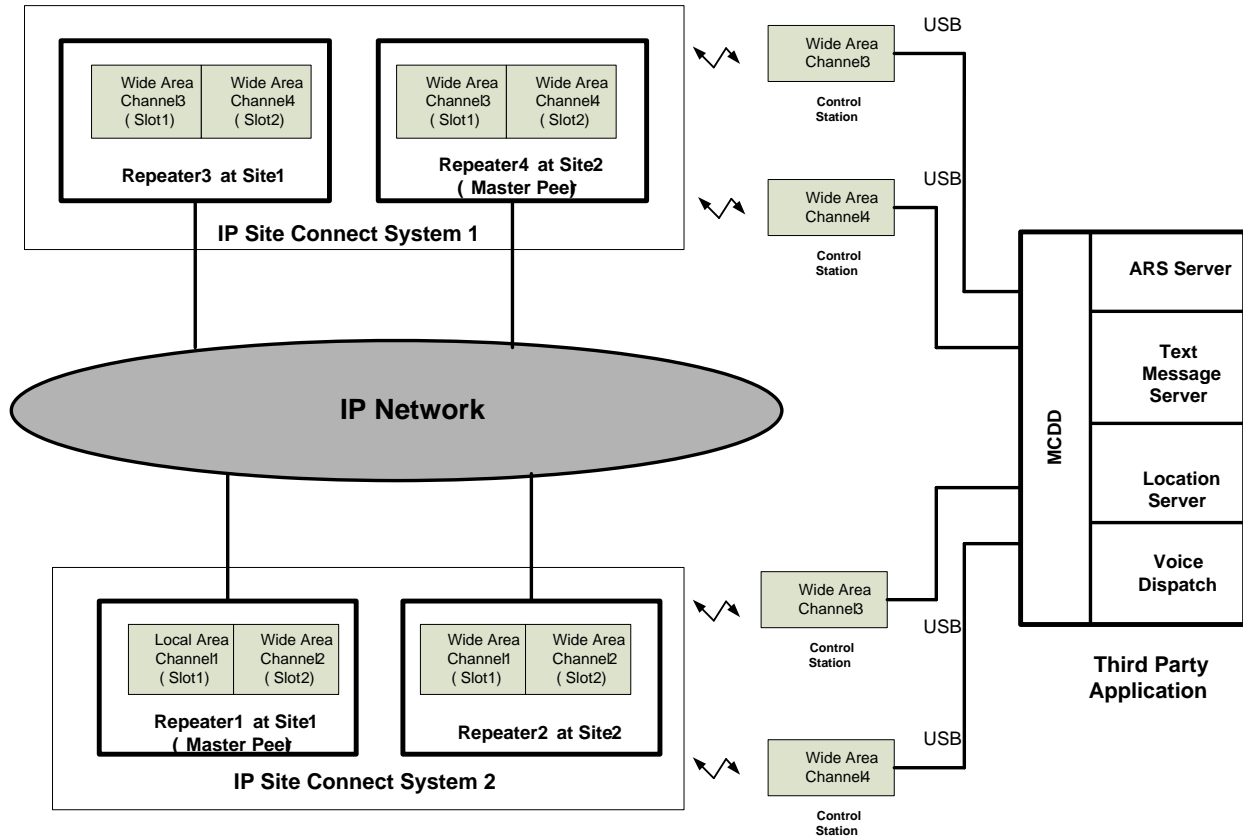 USB
Wide Area
Channel3
Control
Station
Wide Area
Channel3
( Slot1)
Wide Area
Channel4
( Slot2)
Repeater3 at Site1
Wide Area
Channel3
( Slot1)
Wide Area
Channel4
( Slot2)
Repeater4 at Site2
( Master Peer)
IP Site Connect System 1
USB
Wide Area
Channel4
Control
Station
MCDD
ARS Server
Text
Message
Server
Location
Server
Voice
Dispatch
Third Party
Application
IP Network
Wide Area
Channel3
Control
Station
USB
Local Area
Channel1
( Slot1)
Wide Area
Channel2
( Slot2)
Repeater1 at Site1
( Master Peer)
Wide Area
Channel1
( Slot1)
Wide Area
Channel2
( Slot2)
Repeater2 at Site2
IP Site Connect System 2
USB
Wide Area
Channel4
Control
Station